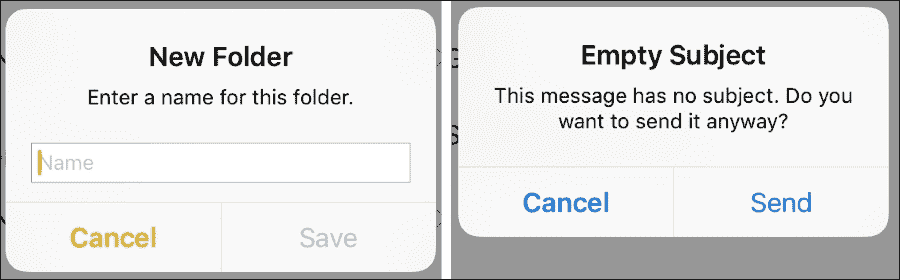 New Folder
Enter a name for this folder.
Name
Cancel
Save
Empty Subject
This message has no subject. Do you
want to send it anyway?
Cancel
Send